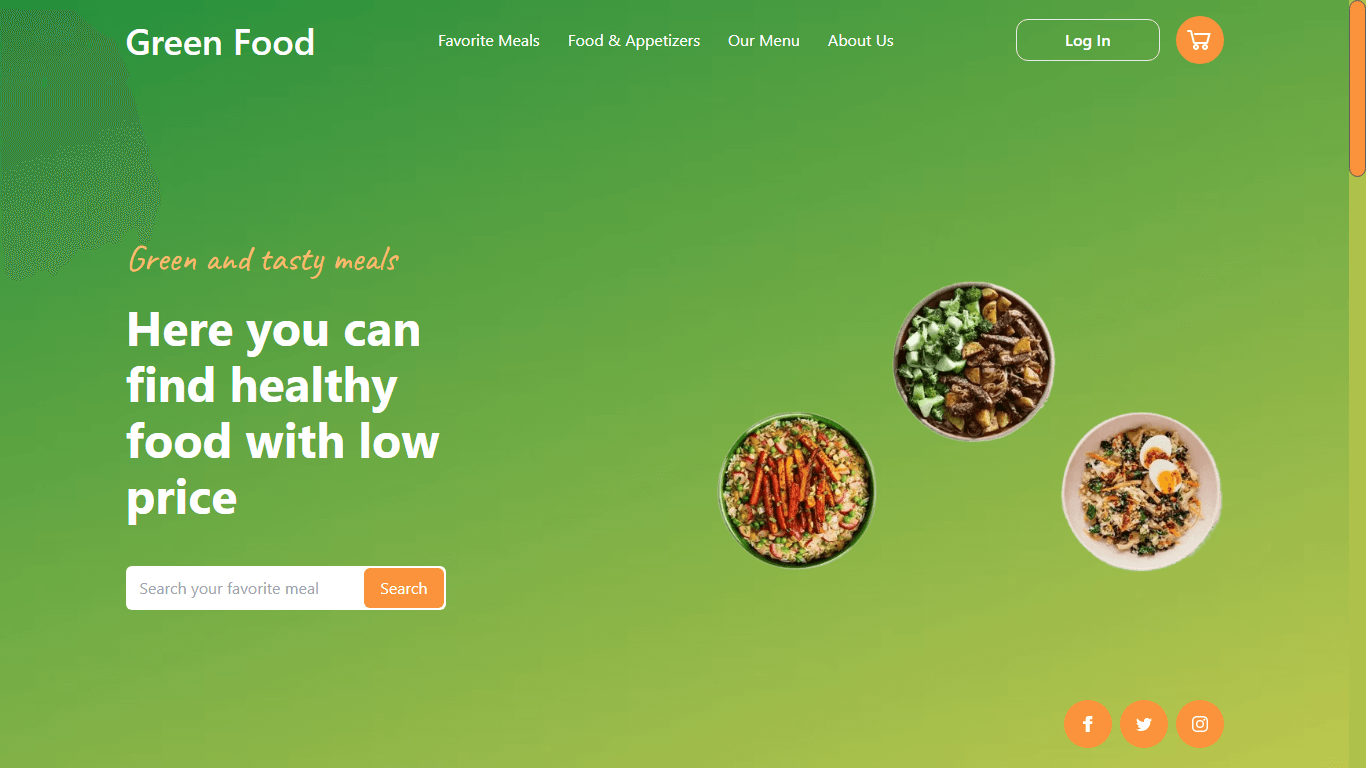 Green Food
Favorite Meals
Food & Appetizers
Our Menu
About Us
Log In
Green and tasty meals
Here you can
find healthy
food with low
price
Search your favorite meal
Search